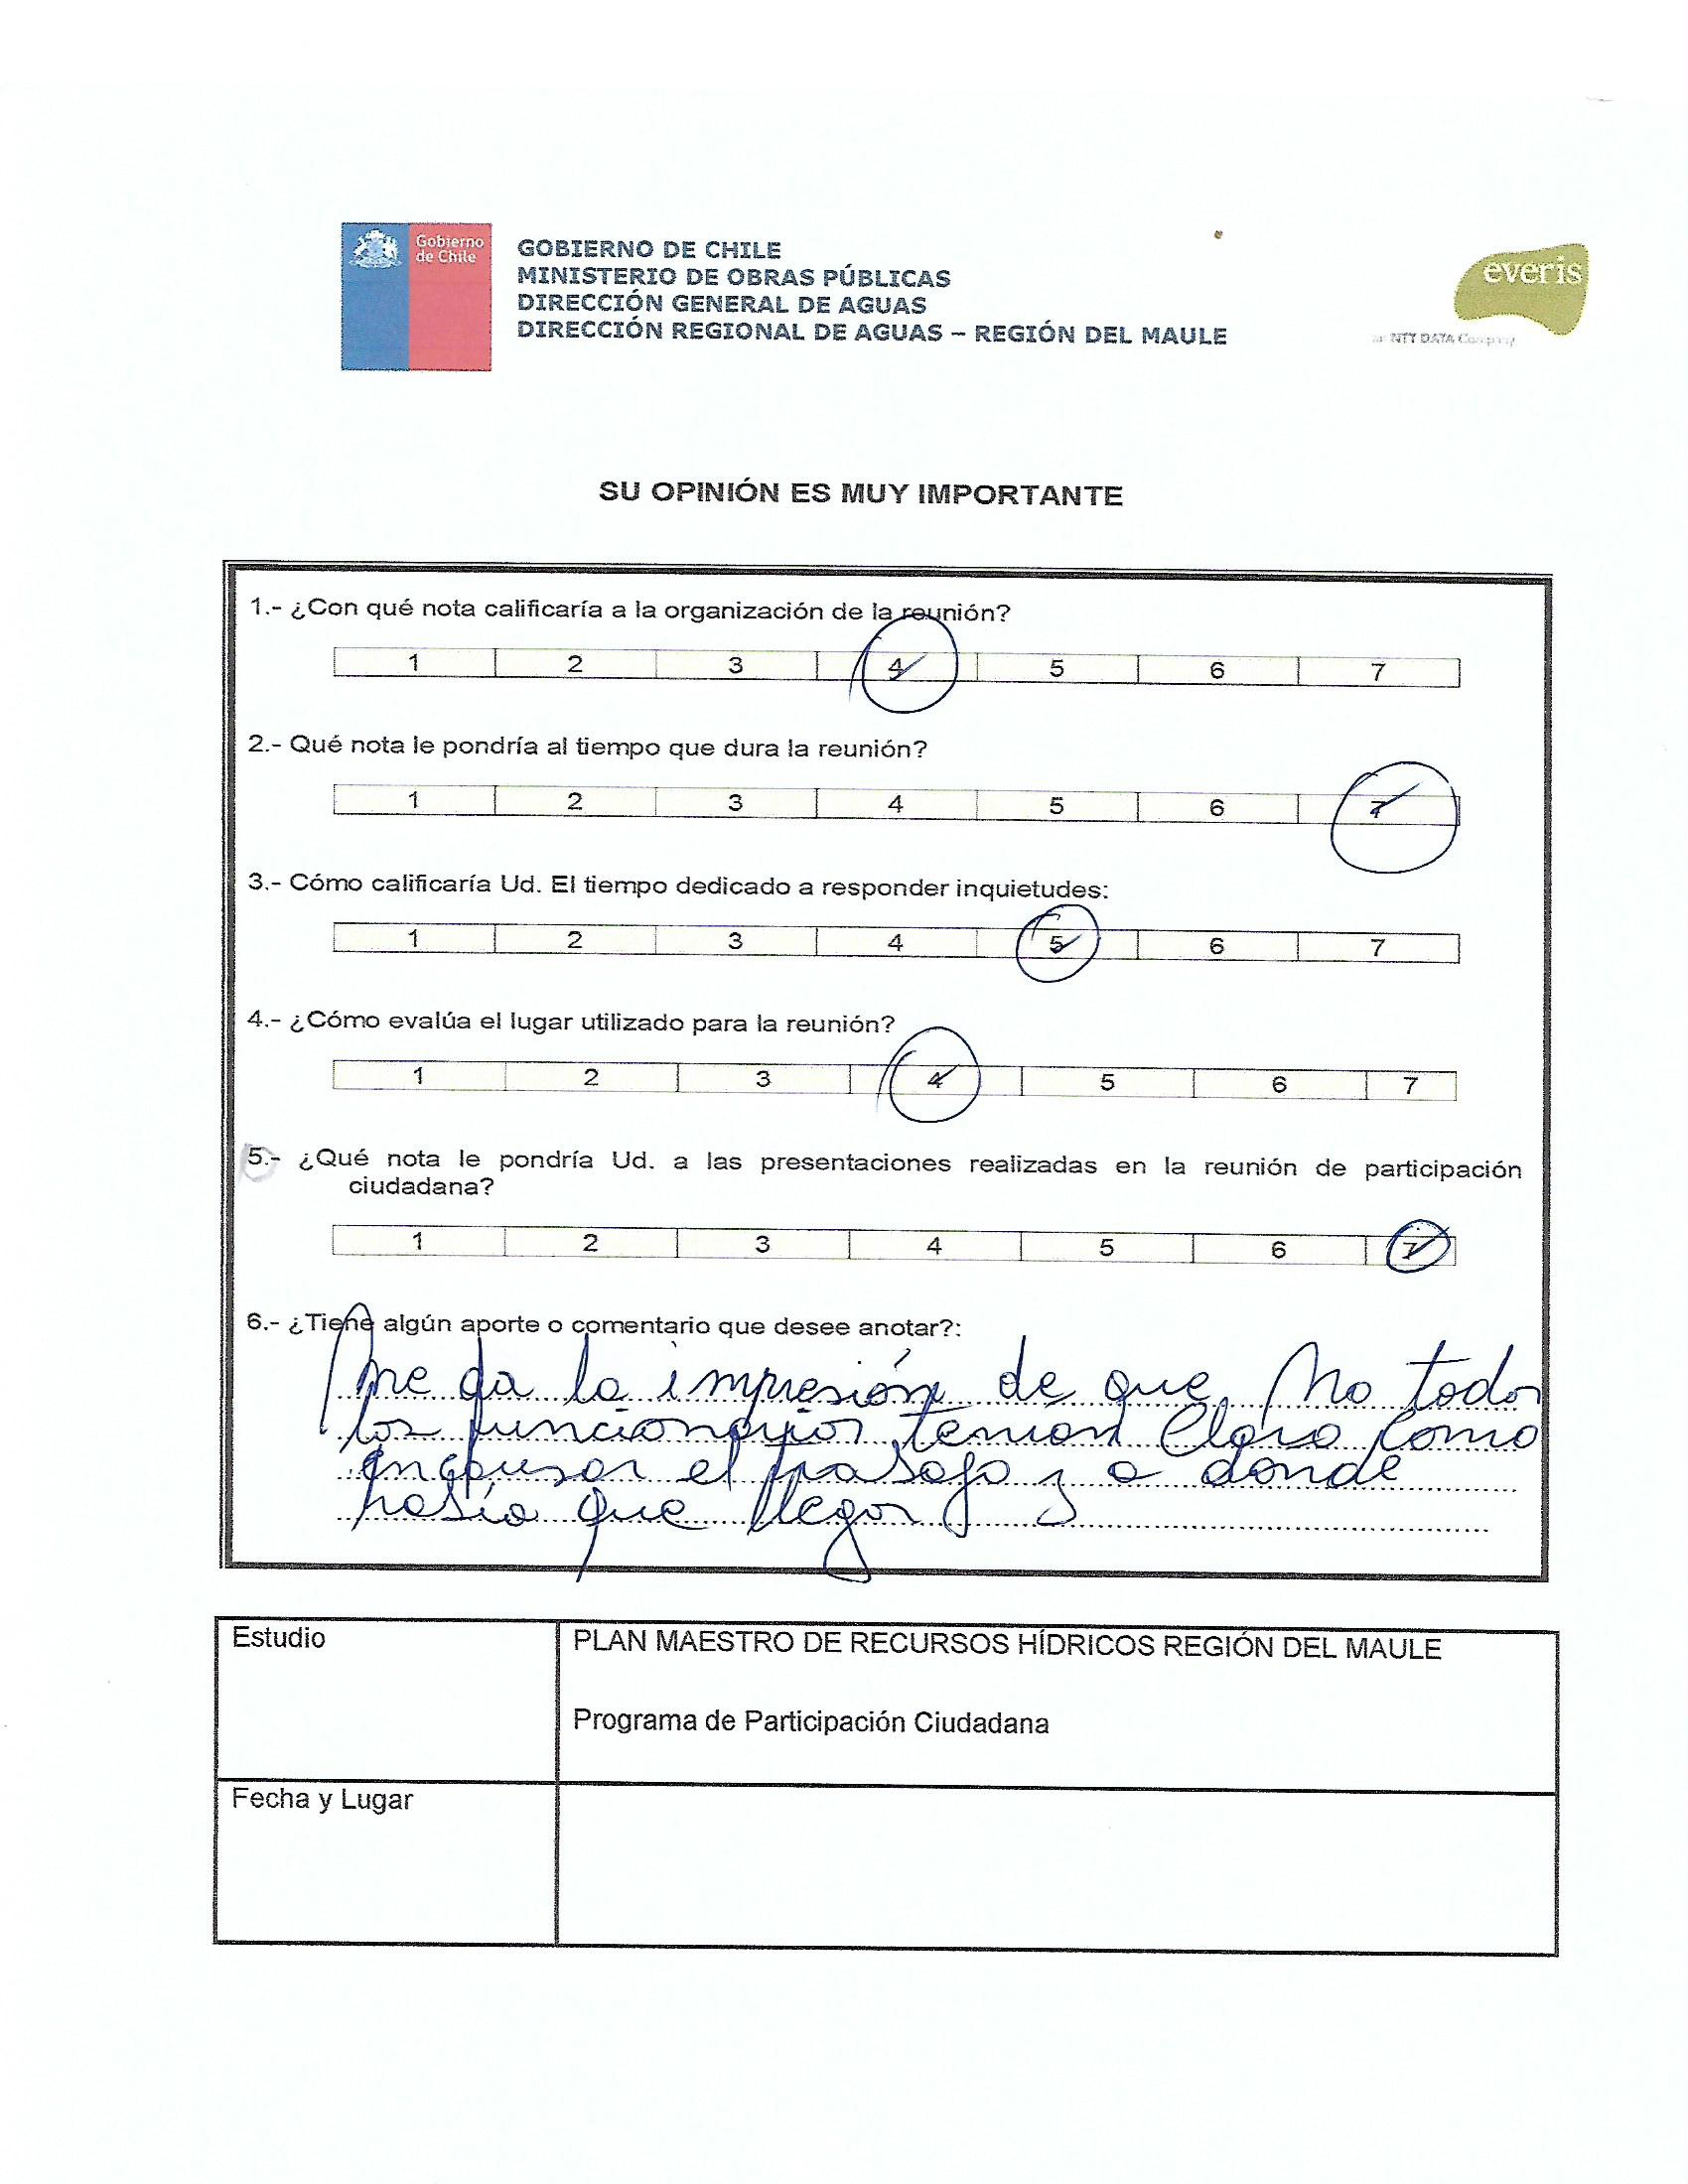 Gobierno
de Chile
GOBIERNO DE CHILE
MINISTERIO DE OBRAS PÚBLICAS
DIRECCIÓN GENERAL DE AGUAS
DIRECCIÓN REGIONAL DE AGUAS – REGIÓN DEL MAULE
everis
an NTT DATA Company
SU OPINIÓN ES MUY IMPORTANTE
1.- ¿Con qué nota calificaría a la organización de la reunión?
1 2 3 4 5 6 7
2.- Qué nota le pondría al tiempo que dura la reunión?
1 2 3 4 5 6 7
3.- Cómo calificaría Ud. El tiempo dedicado a responder inquietudes:
1 2 3 4 5 6 7
4.- ¿Cómo evalúa el lugar utilizado para la reunión?
1 2 3 4 5 6 7
5.- ¿Qué nota le pondría Ud. a las presentaciones realizadas en la reunión de participación
ciudadana?
1 2 3 4 5 6 7
6.- ¿Tiene algún aporte o comentario que desee anotar?:
Me da la impresión de que No todos
los funcionarios tenian Claro como
el trabajo y a donde
había que llegar
Estudio
PLAN MAESTRO DE RECURSOS HÍDRICOS REGIÓN DEL MAULE
Programa de Participación Ciudadana
Fecha y Lugar